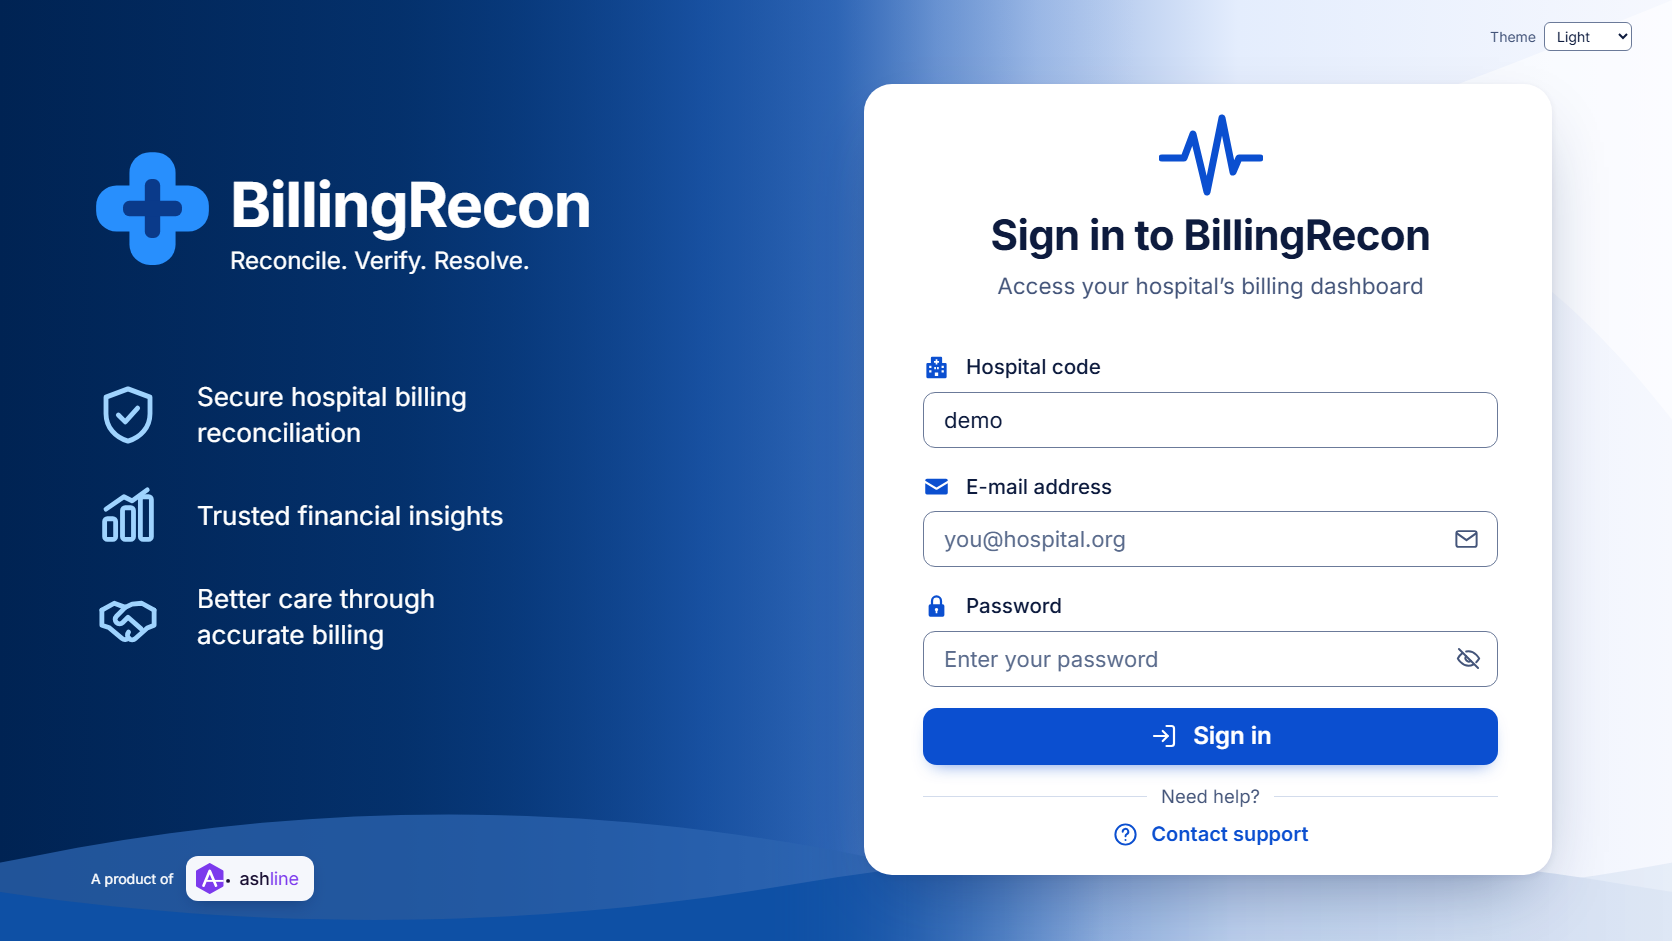 Theme
Light
BillingRecon
Reconcile. Verify. Resolve.
Secure hospital billing
reconciliation
Trusted financial insights
Better care through
accurate billing
A product of
ashline
Sign in to BillingRecon
Access your hospital’s billing dashboard
Hospital code
demo
E-mail address
you@hospital.org
Password
Enter your password
Sign in
Need help?
Contact support